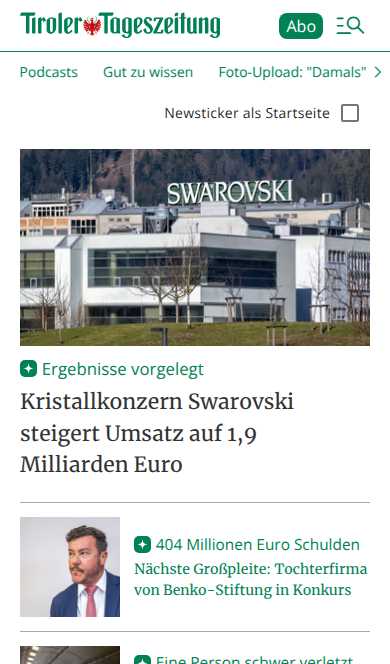 Tiroler Tageszeitung
Abo
Podcasts Gut zu wissen Foto-Upload: "Damals"
Newsticker als Startseite
SWAROVSKI
Ergebnisse vorgelegt
Kristallkonzern Swarovski
steigert Umsatz auf 1,9
Milliarden Euro
404 Millionen Euro Schulden
Nächste Großpleite: Tochterfirma
von Benko-Stiftung in Konkurs
Eine Person schwer verletzt